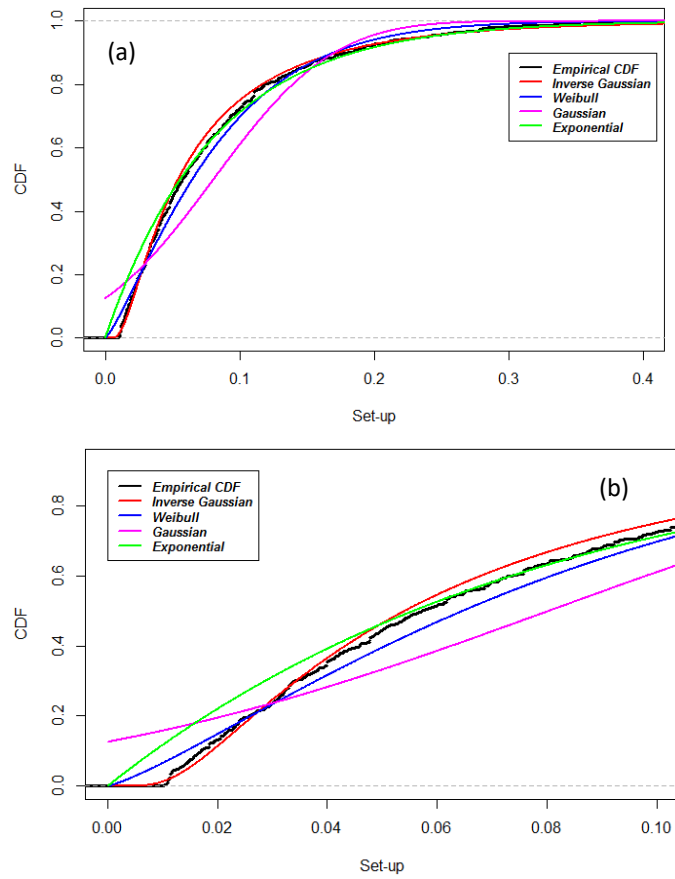 (a)
1.0
0.8
0.6
0.4
0.2
0.0
CDF
Empirical CDF
Inverse Gaussian
Weibull
Gaussian
Exponential
0.0 0.1 0.2 0.3 0.4
Set-up
(b)
0.8
0.6
0.4
0.2
0.0
CDF
Empirical CDF
Inverse Gaussian
Weibull
Gaussian
Exponential
0.00 0.02 0.04 0.06 0.08 0.10
Set-up